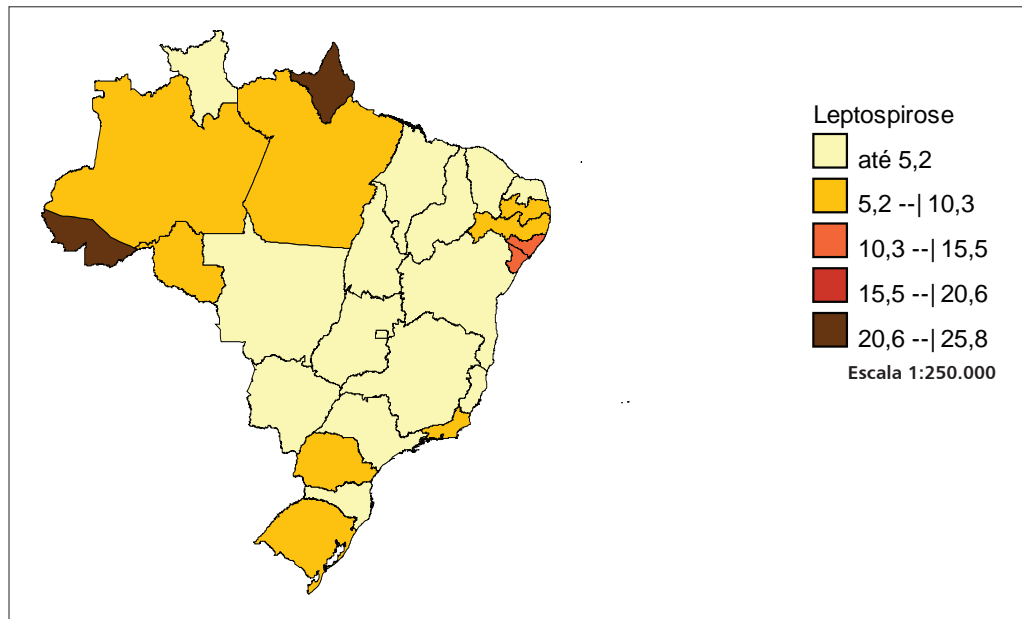 Leptospirose
até 5,2
5,2 --| 10,3
10,3 --| 15,5
15,5 --| 20,6
20,6 --| 25,8
Escala 1:250.000